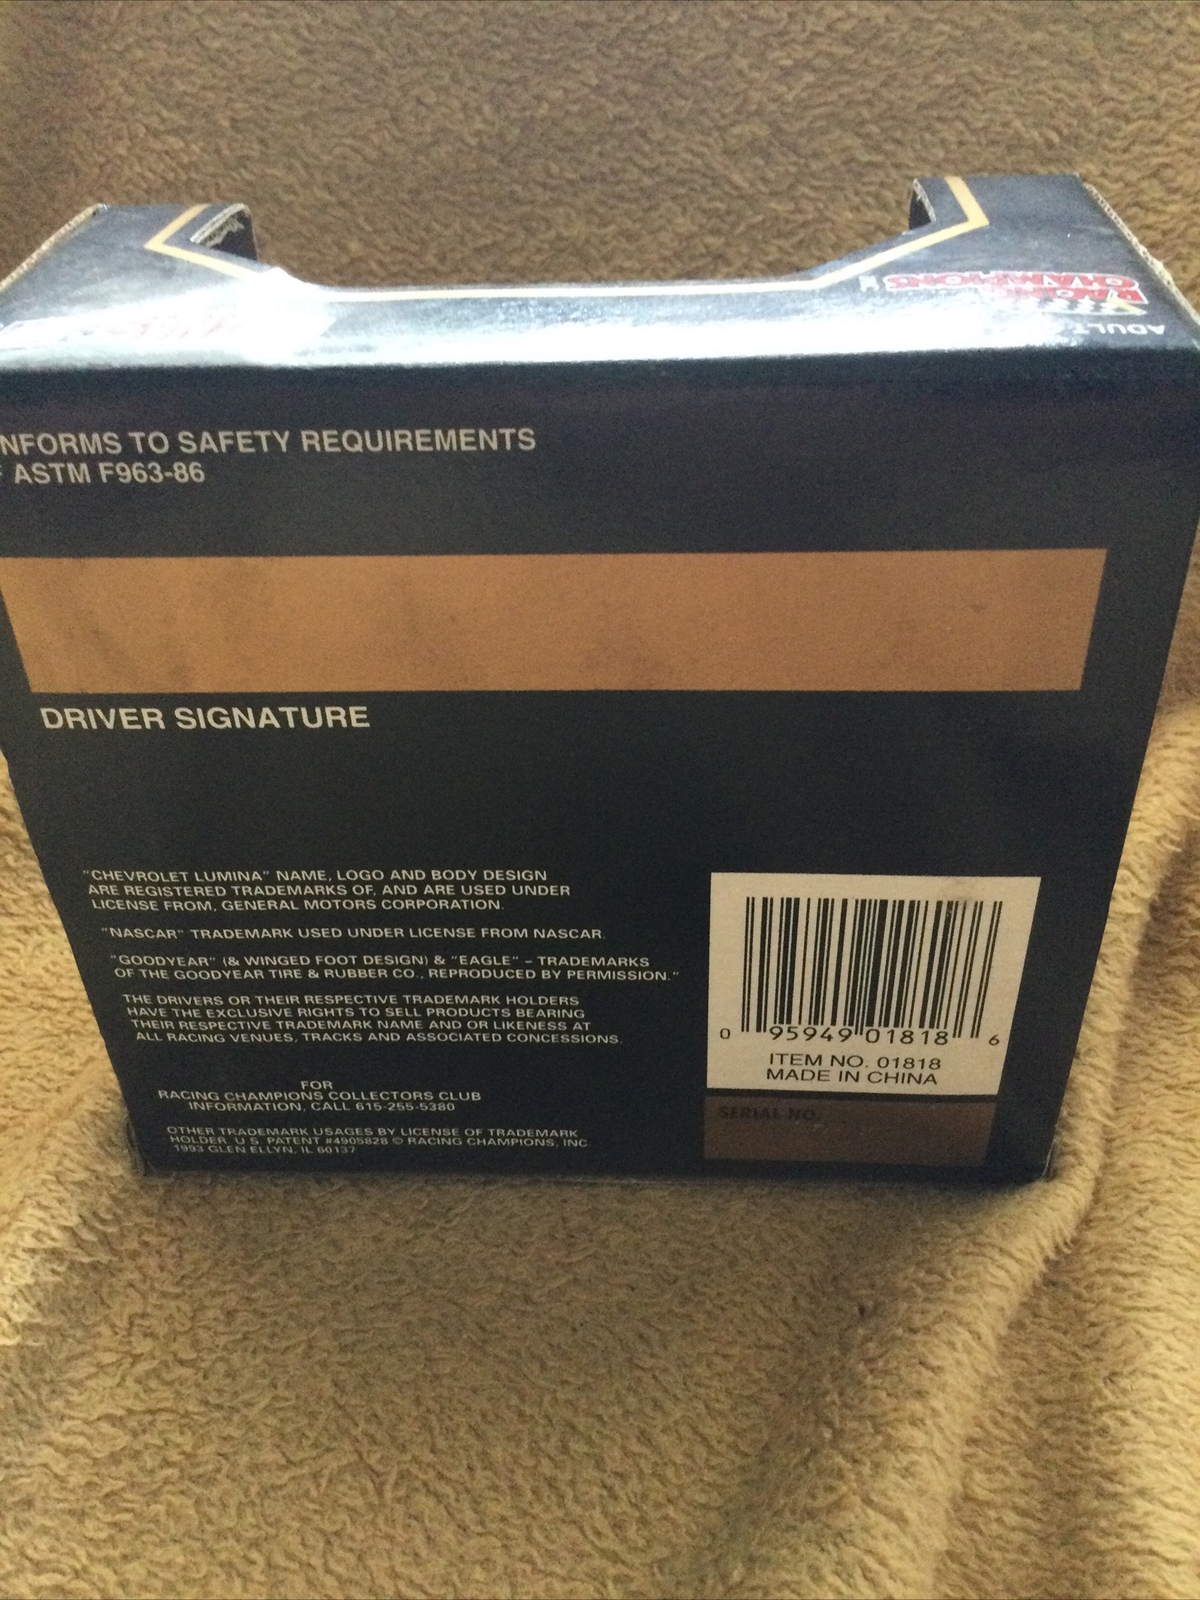 RACING
CHAMPIONS
ADULT
NFORMS TO SAFETY REQUIREMENTS
ASTM F963-86
DRIVER SIGNATURE
"CHEVROLET LUMINA" NAME, LOGO AND BODY DESIGN
ARE REGISTERED TRADEMARKS OF, AND ARE USED UNDER
LICENSE FROM, GENERAL MOTORS CORPORATION.
"NASCAR" TRADEMARK USED UNDER LICENSE FROM NASCAR.
"GOODYEAR" (& WINGED FOOT DESIGN) & "EAGLE" – TRADEMARKS
OF THE GOODYEAR TIRE & RUBBER CO., REPRODUCED BY PERMISSION."
THE DRIVERS OR THEIR RESPECTIVE TRADEMARK HOLDERS
HAVE THE EXCLUSIVE RIGHTS TO SELL PRODUCTS BEARING
THEIR RESPECTIVE TRADEMARK NAME AND OR LIKENESS AT
ALL RACING VENUES, TRACKS AND ASSOCIATED CONCESSIONS.
FOR
RACING CHAMPIONS COLLECTORS CLUB
INFORMATION, CALL 615-255-5380
OTHER TRADEMARK USAGES BY LICENSE OF TRADEMARK
HOLDER. U.S. PATENT #4905828 © RACING CHAMPIONS, INC.
1993 GLEN ELLYN, IL 60137
0 95949 01818 6
ITEM NO. 01818
MADE IN CHINA
SERIAL NO.